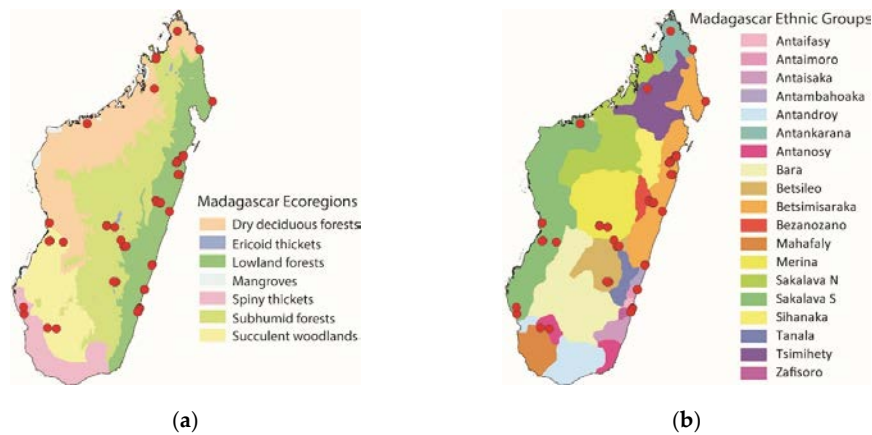 Madagascar Ecoregions
Dry deciduous forests
Ericoid thickets
Lowland forests
Mangroves
Spiny thickets
Subhumid forests
Succulent woodlands
(a)
Madagascar Ethnic Groups
Antaifasy
Antaimoro
Antaisaka
Antambahoaka
Antandroy
Antankarana
Antanosy
Bara
Betsileo
Betsimisaraka
Bezanozano
Mahafaly
Merina
Sakalava N
Sakalava S
Sihanaka
Tanala
Tsimihety
Zafisoro
(b)